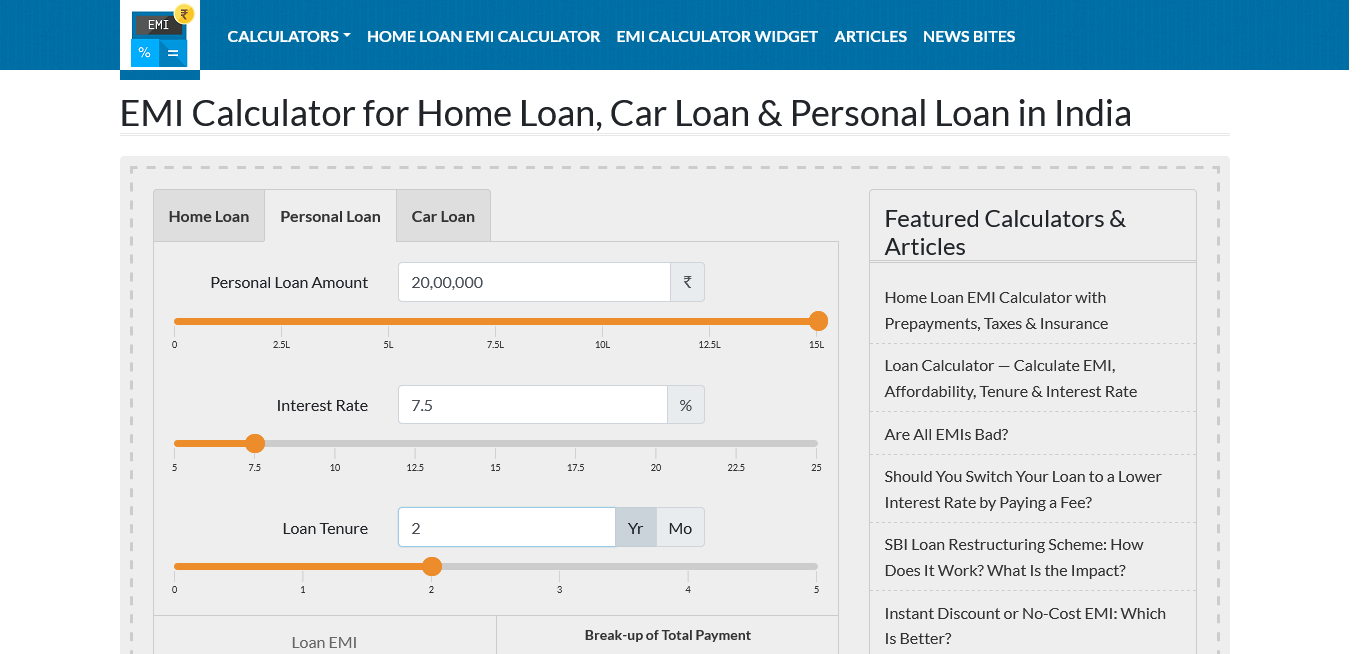 EMI ₹
% =
CALCULATORS HOME LOAN EMI CALCULATOR EMI CALCULATOR WIDGET ARTICLES NEWS BITES
EMI Calculator for Home Loan, Car Loan & Personal Loan in India
Home Loan Personal Loan Car Loan
Personal Loan Amount 20,00,000 ₹
0 2.5L 5L 7.5L 10L 12.5L 15L
Interest Rate 7.5 %
5 7.5 10 12.5 15 17.5 20 22.5 25
Loan Tenure 2 Yr Mo
0 1 2 3 4 5
Loan EMI
Break-up of Total Payment
Featured Calculators &
Articles
Home Loan EMI Calculator with
Prepayments, Taxes & Insurance
Loan Calculator — Calculate EMI,
Affordability, Tenure & Interest Rate
Are All EMIs Bad?
Should You Switch Your Loan to a Lower
Interest Rate by Paying a Fee?
SBI Loan Restructuring Scheme: How
Does It Work? What Is the Impact?
Instant Discount or No-Cost EMI: Which
Is Better?